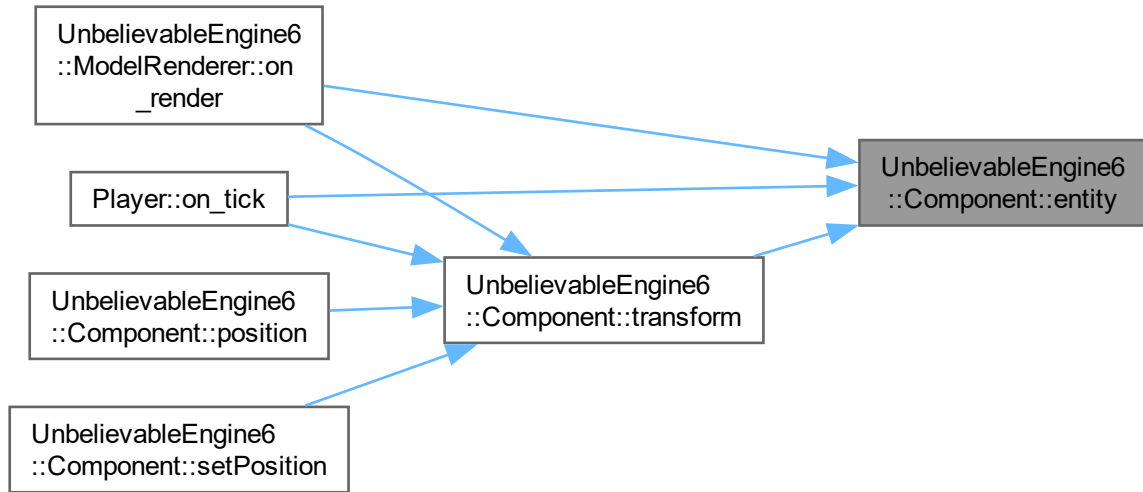 UnbelievableEngine6
::ModelRenderer::on
_render
Player::on_tick
UnbelievableEngine6
::Component::position
UnbelievableEngine6
::Component::setPosition
UnbelievableEngine6
::Component::transform
UnbelievableEngine6
::Component::entity